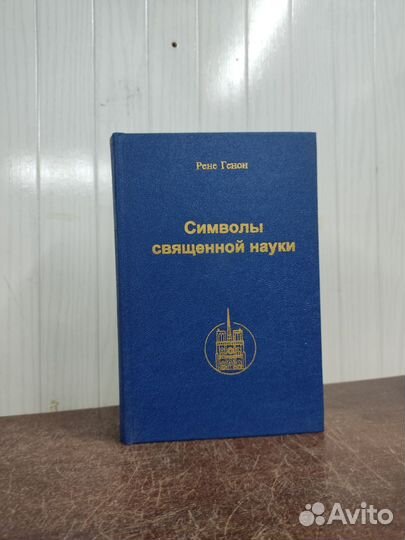 Рене Генон
Символы
священной науки
Avito